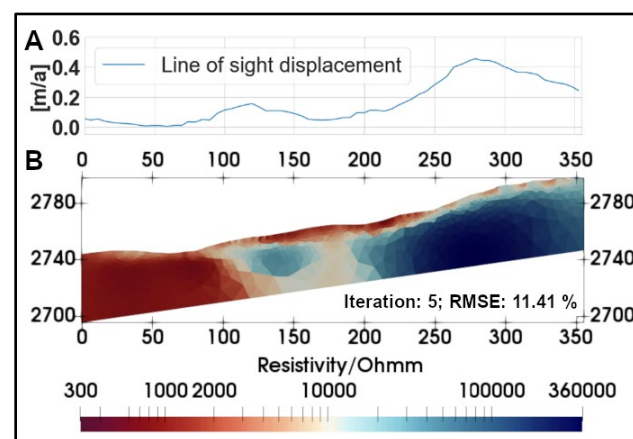 A
0.6
0.4
0.2
0.0
[m/a]
Line of sight displacement
0 50 100 150 200 250 300 350
B
2780 2780
2740 2740
2700 2700
Iteration: 5; RMSE: 11.41 %
0 50 100 150 200 250 300 350
Resistivity/Ohmm
300 1000 2000 10000 100000 360000